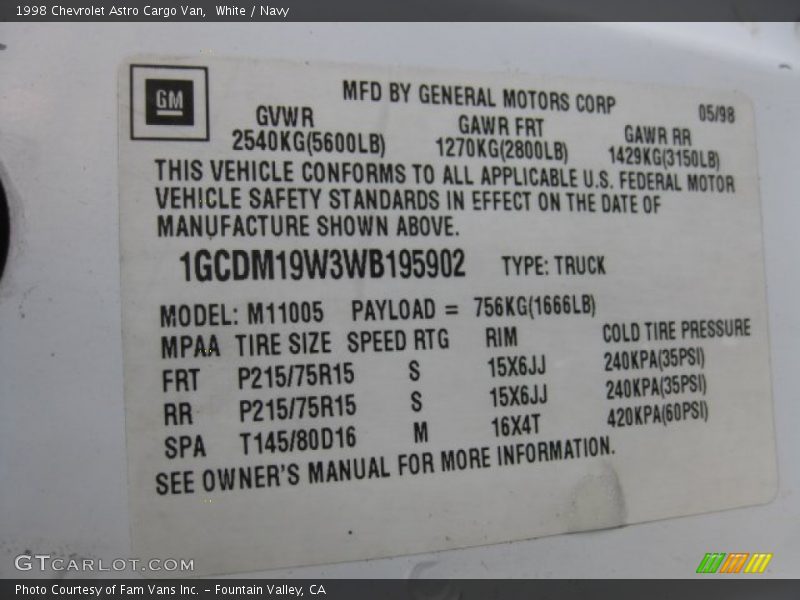 1998 Chevrolet Astro Cargo Van,  White / Navy
GM
MFD BY GENERAL MOTORS CORP 05/98
GVWR GAWR FRT GAWR RR
2540KG(5600LB) 1270KG(2800LB) 1429KG(3150LB)
THIS VEHICLE CONFORMS TO ALL APPLICABLE U.S. FEDERAL MOTOR
VEHICLE SAFETY STANDARDS IN EFFECT ON THE DATE OF
MANUFACTURE SHOWN ABOVE.
1GCDM19W3WB195902 TYPE: TRUCK
MODEL: M11005 PAYLOAD = 756KG(1666LB)
MPAA TIRE SIZE SPEED RTG RIM COLD TIRE PRESSURE
FRT P215/75R15 S 15X6JJ 240KPA(35PSI)
RR P215/75R15 S 15X6JJ 240KPA(35PSI)
SPA T145/80D16 M 16X4T 420KPA(60PSI)
SEE OWNER'S MANUAL FOR MORE INFORMATION.
GTCARLOT.COM
Photo Courtesy of Fam Vans Inc. – Fountain Valley, CA